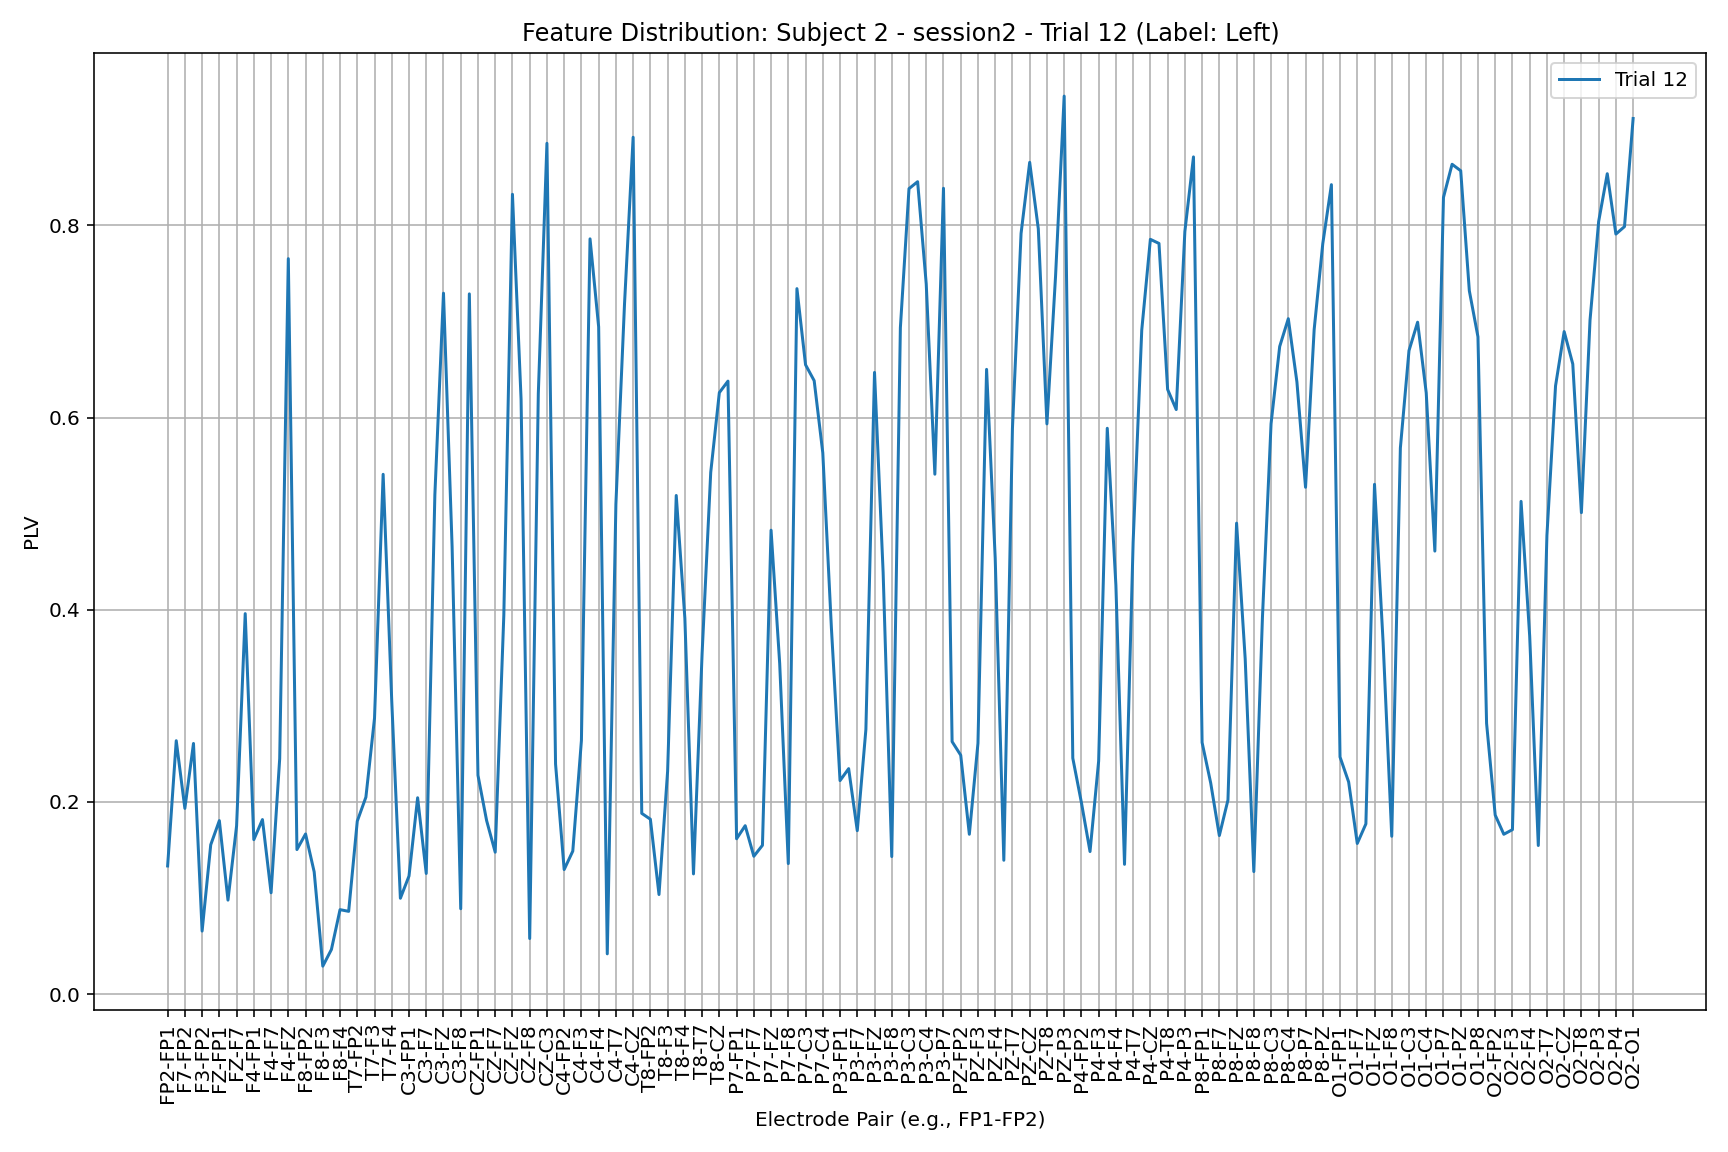 Feature Distribution: Subject 2 - session2 - Trial 12 (Label: Left)
Trial 12
PLV
0.8
0.6
0.4
0.2
0.0
FP2-FP1
F7-FP2
F3-FP2
FZ-FP1
FZ-F7
F4-FP1
F4-F7
F4-FZ
F8-FP2
F8-F3
F8-F4
T7-FP2
T7-F3
T7-F4
C3-FP1
C3-F7
C3-FZ
C3-F8
CZ-FP1
CZ-F7
CZ-FZ
CZ-F8
CZ-C3
C4-FP2
C4-F3
C4-F4
C4-T7
C4-CZ
T8-FP2
T8-F3
T8-F4
T8-T7
T8-CZ
P7-FP1
P7-F7
P7-FZ
P7-F8
P7-C3
P7-C4
P3-FP1
P3-F7
P3-FZ
P3-F8
P3-C3
P3-C4
P3-P7
PZ-FP2
PZ-F3
PZ-F4
PZ-T7
PZ-CZ
PZ-T8
PZ-P3
P4-FP2
P4-F3
P4-F4
P4-T7
P4-CZ
P4-T8
P4-P3
P8-FP1
P8-F7
P8-FZ
P8-F8
P8-C3
P8-C4
P8-P7
P8-PZ
O1-FP1
O1-F7
O1-FZ
O1-F8
O1-C3
O1-C4
O1-P7
O1-PZ
O1-P8
O2-FP2
O2-F3
O2-F4
O2-T7
O2-CZ
O2-T8
O2-P3
O2-P4
O2-O1
Electrode Pair (e.g., FP1-FP2)